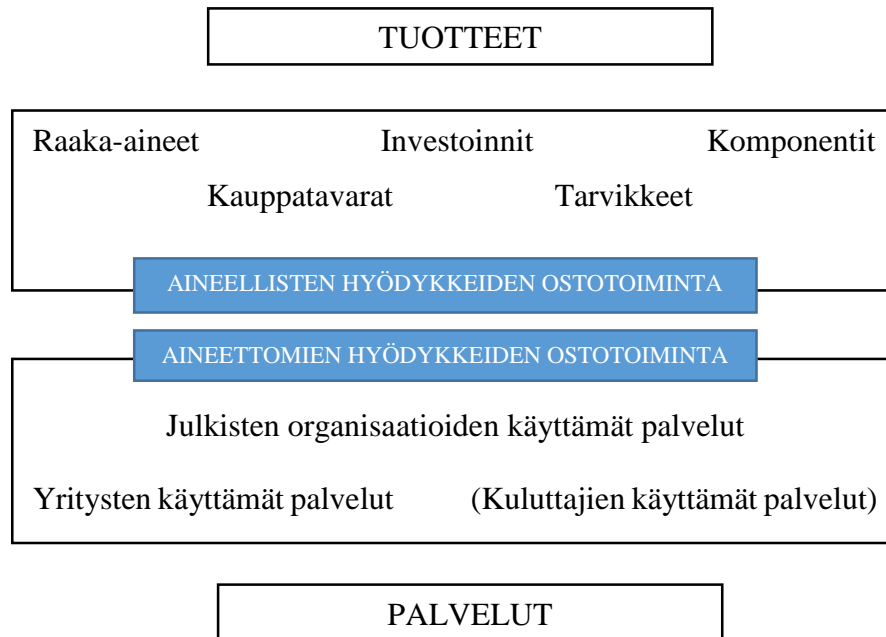 TUOTTEET
Raaka-aineet Investoinnit Komponentit
Kauppatavarat Tarvikkeet
AINEELLISTEN HYÖDYKKEIDEN OSTOTOIMINTA
AINEETTOMIEN HYÖDYKKEIDEN OSTOTOIMINTA
Julkisten organisaatioiden käyttämät palvelut
Yritysten käyttämät palvelut (Kuluttajien käyttämät palvelut)
PALVELUT